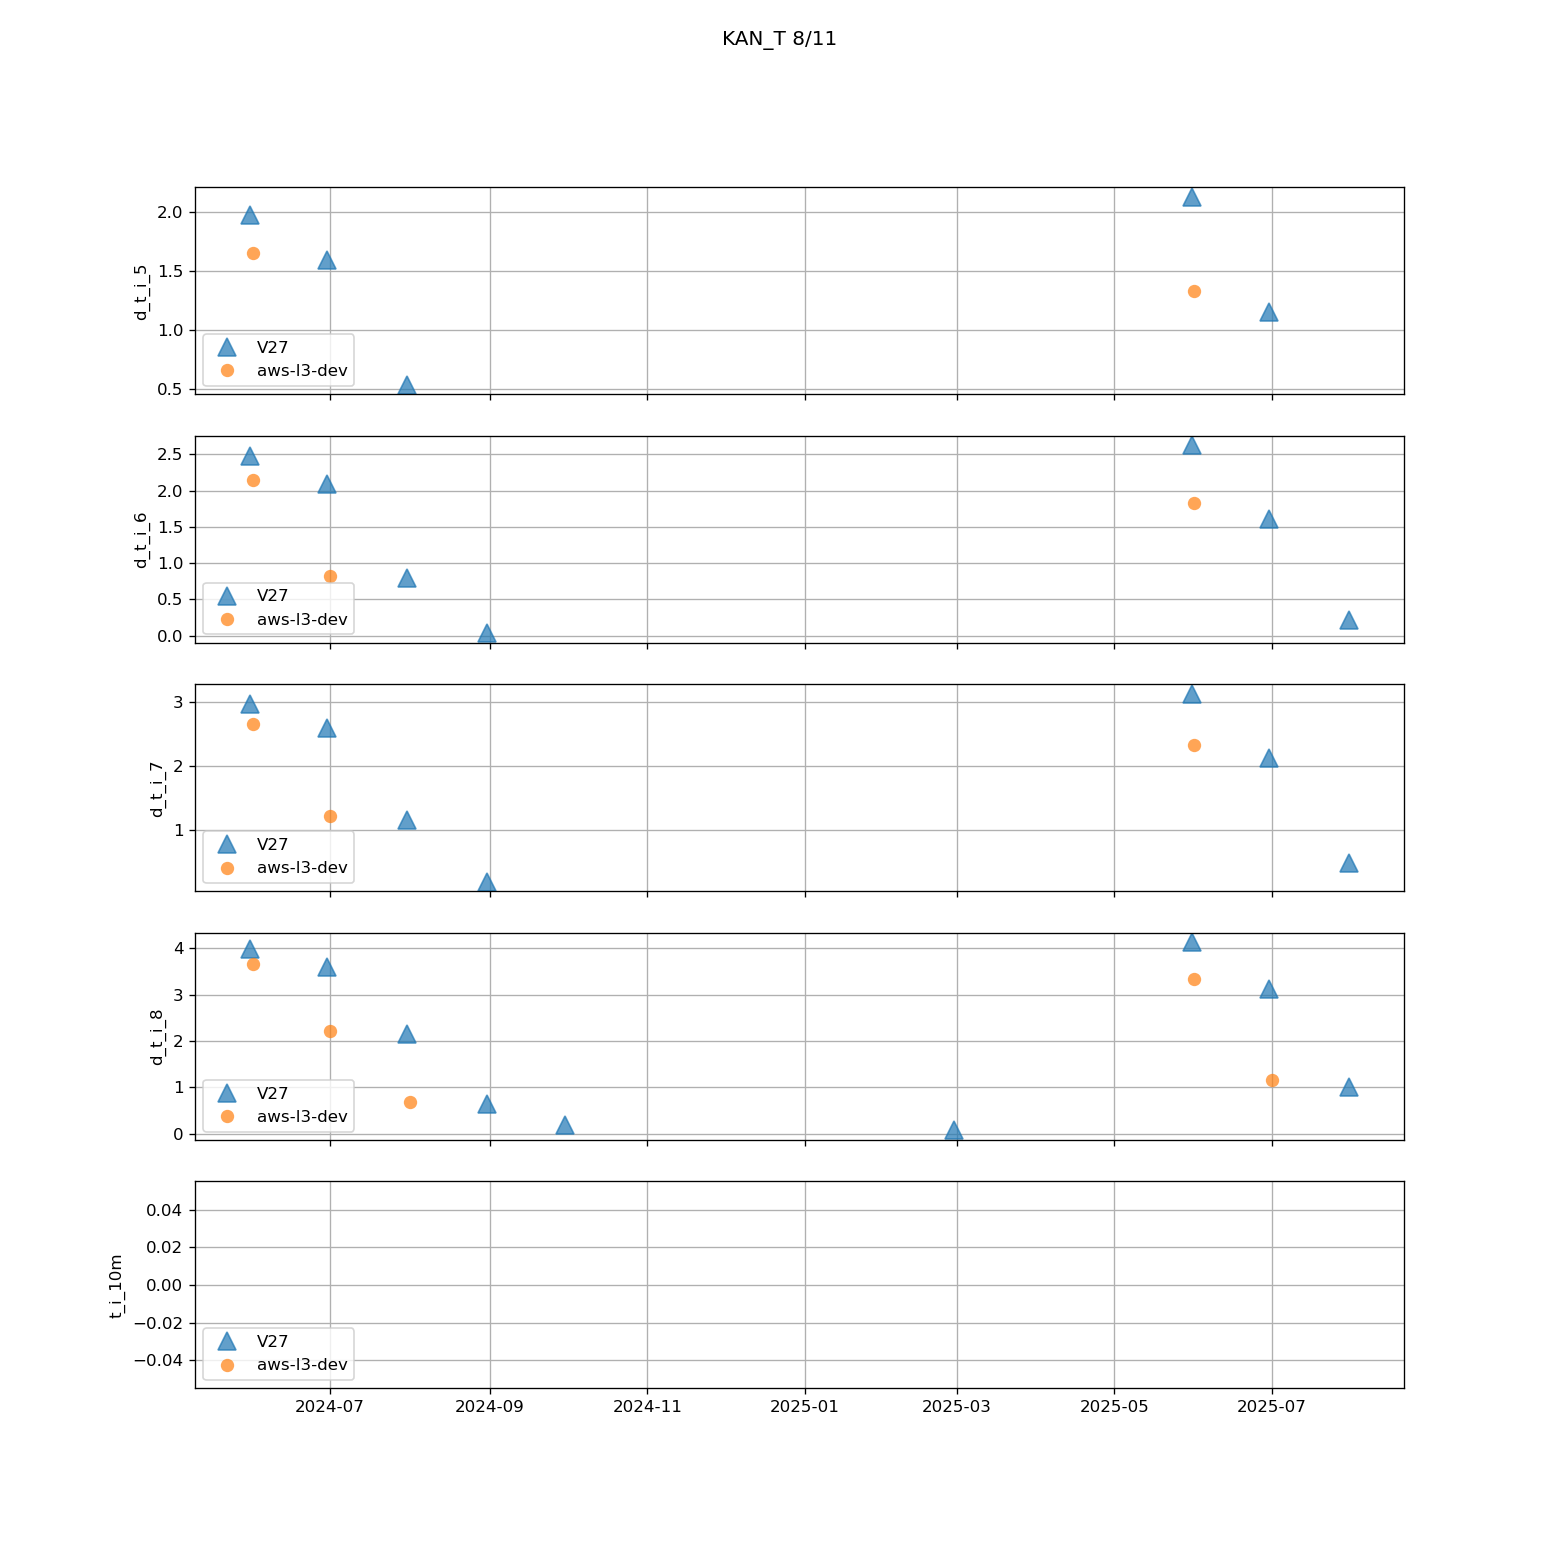 KAN_T 8/11
2.0
1.5
1.0
0.5
d_t_i_5
V27
aws-l3-dev
2.5
2.0
1.5
1.0
0.5
0.0
d_t_i_6
V27
aws-l3-dev
3
2
1
d_t_i_7
V27
aws-l3-dev
4
3
2
1
0
d_t_i_8
V27
aws-l3-dev
0.04
0.02
0.00
−0.02
−0.04
t_i_10m
V27
aws-l3-dev
2024-07 2024-09 2024-11 2025-01 2025-03 2025-05 2025-07